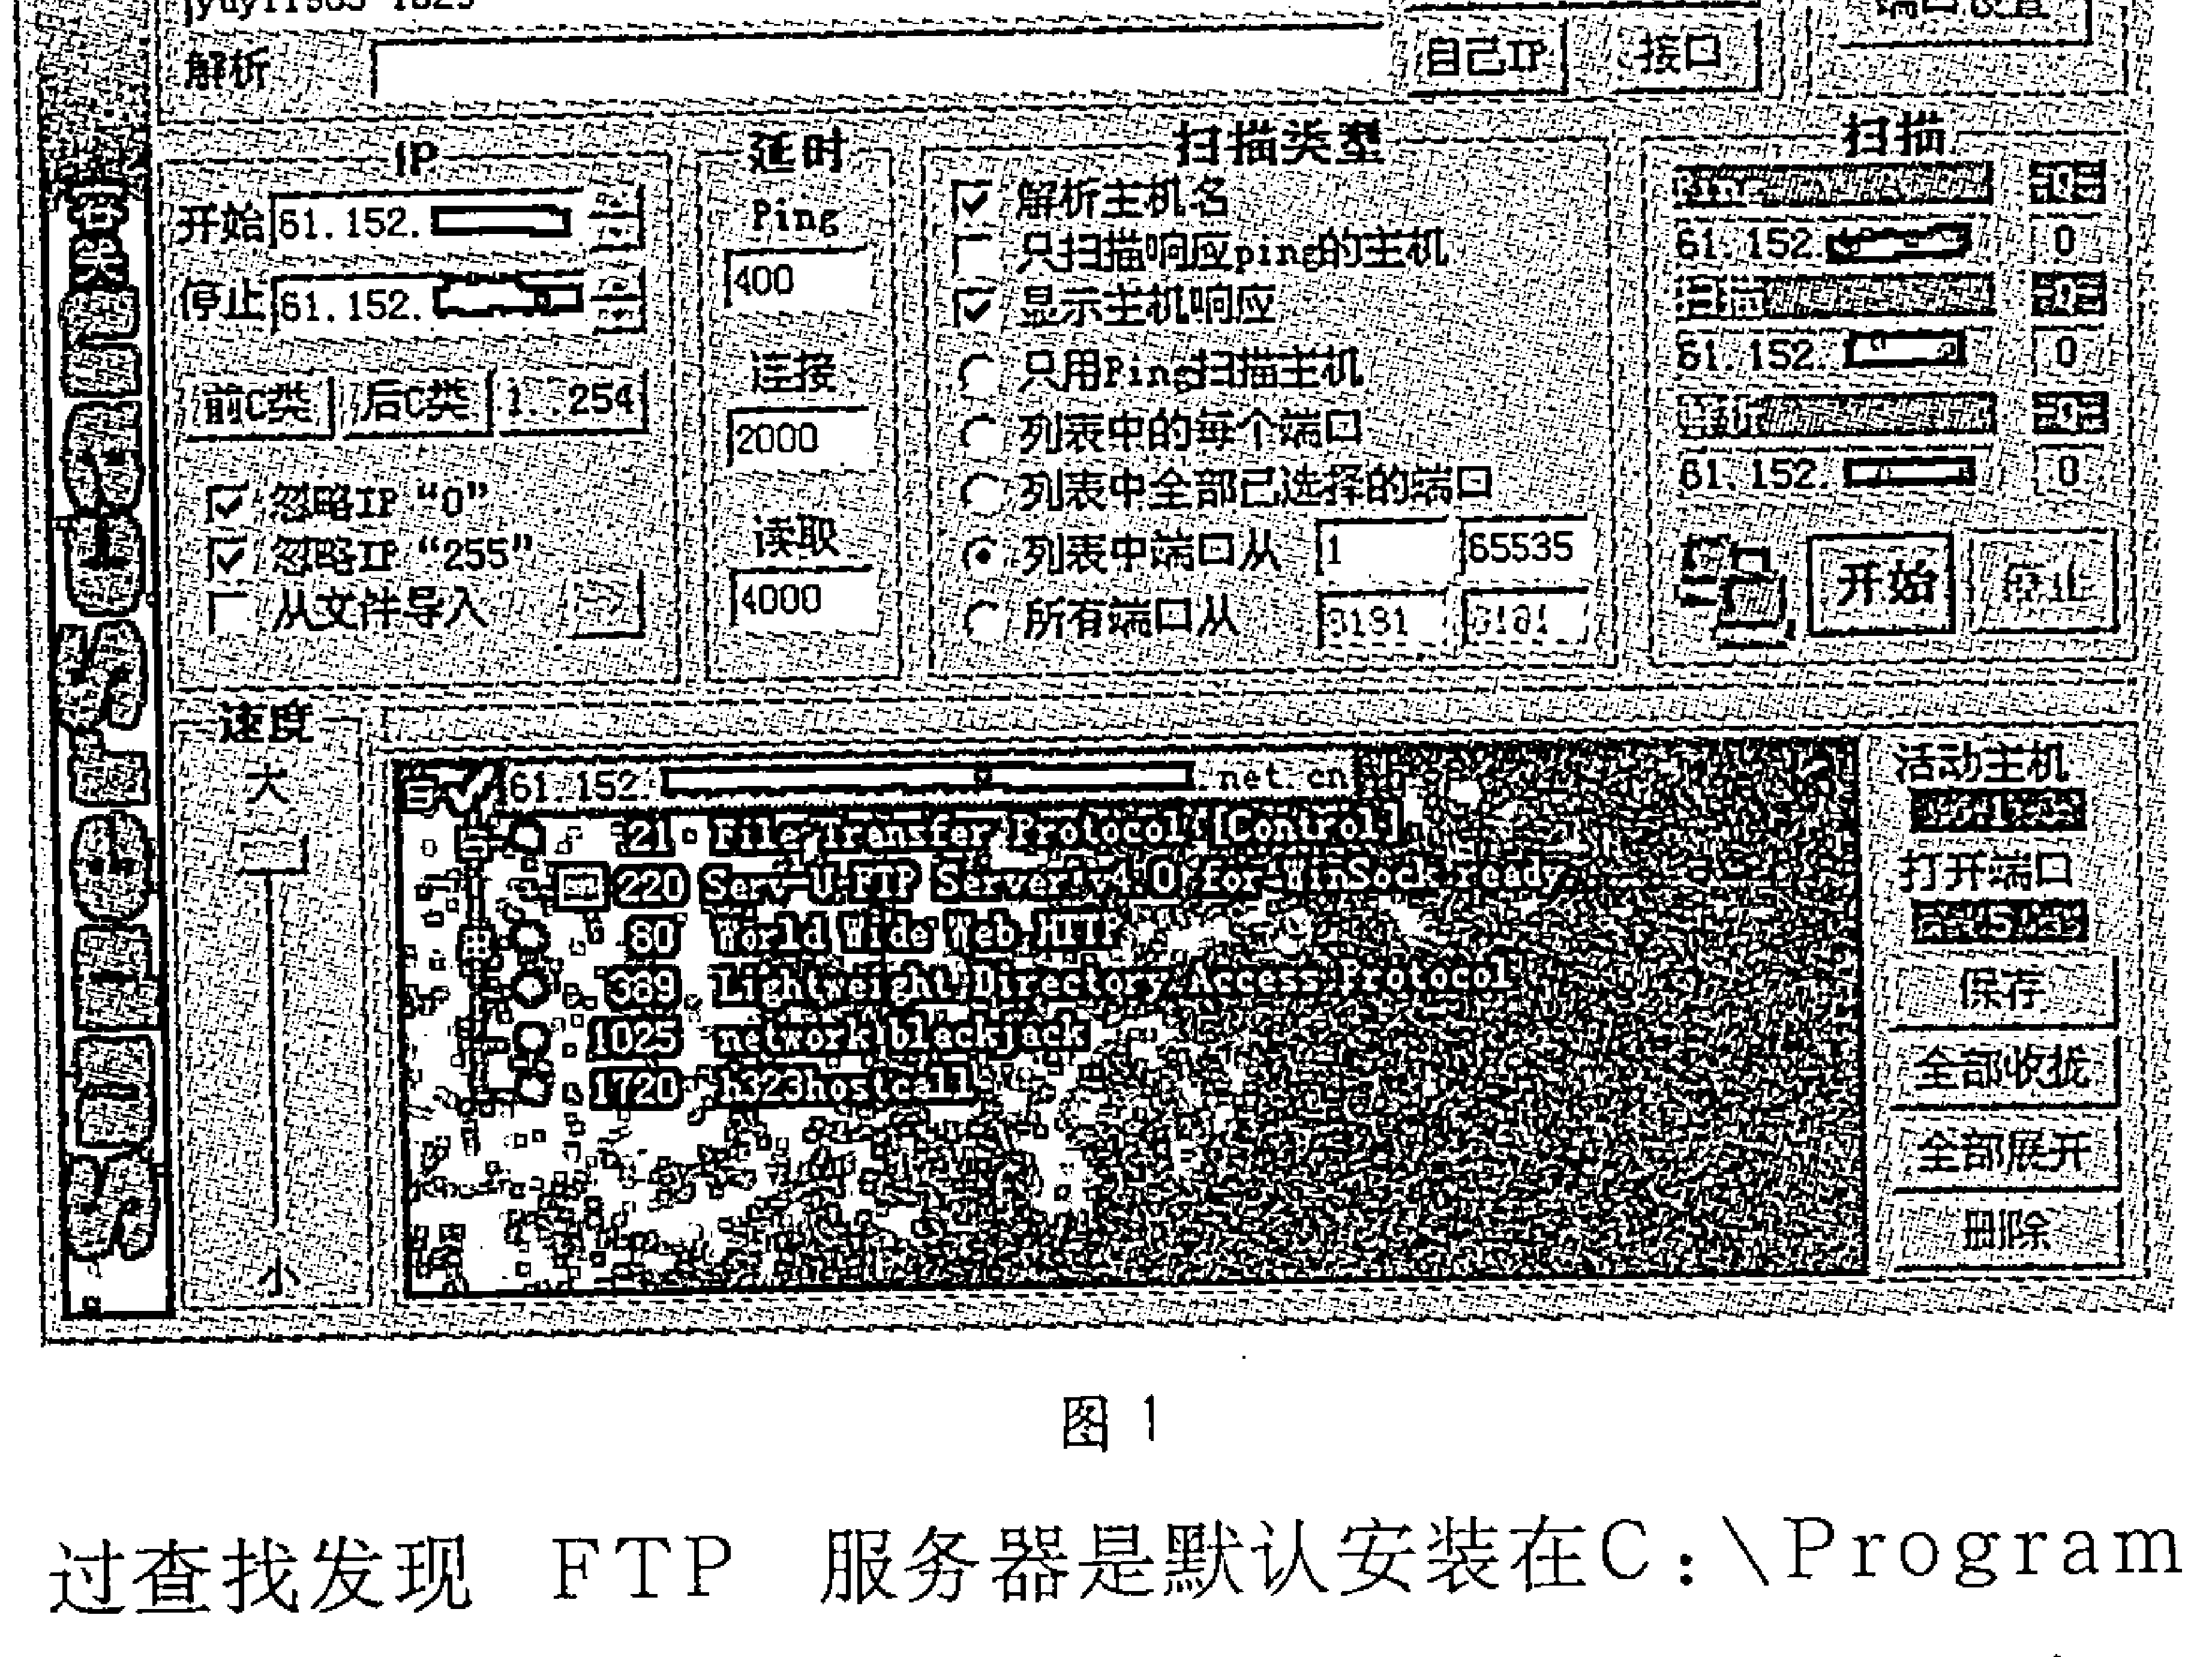 解析
自己IP 接口
IP 延时 扫描类型 扫描
开始 61.152.
停止 61.152.
前C类 后C类 1..254
忽略IP “0”
忽略IP “255”
从文件导入
Ping
400
连接
2000
读取
4000
解析主机名
只扫描响应ping的主机
显示主机响应
只用Ping扫描主机
列表中的每个端口
列表中全部已选择的端口
列表中端口从 1 65535
所有端口从
Ping
61.152. 0
扫描
61.152. 0
解析
61.152. 0
开始 停止
速度
大
小
61.152. .net.cn
21 File Transfer Protocol [Control]
220 Serv-U FTP Server v4.0 for WinSock ready
80 World Wide Web HTTP
389 Lightweight Directory Access Protocol
1025 network blackjack
1720 h323hostcall
活动主机
打开端口
保存
全部收拢
全部展开
删除
图 1
过查找发现 FTP 服务器是默认安装在C:\Program